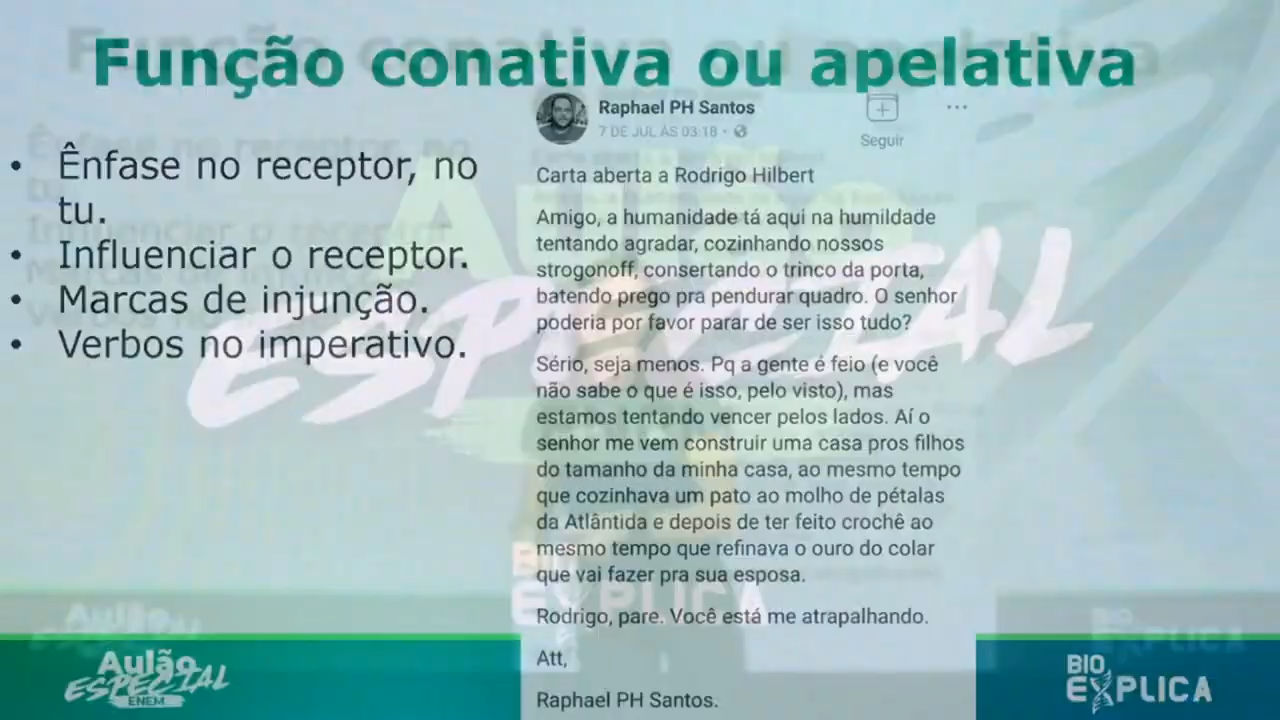 Função conativa ou apelativa
• Ênfase no receptor, no
tu.
• Influenciar o receptor.
• Marcas de injunção.
• Verbos no imperativo.
Raphael PH Santos
7 DE JUL ÀS 03:18 •
Seguir
Carta aberta a Rodrigo Hilbert
Amigo, a humanidade tá aqui na humildade
tentando agradar, cozinhando nossos
strogonoff, consertando o trinco da porta,
batendo prego pra pendurar quadro. O senhor
poderia por favor parar de ser isso tudo?
Sério, seja menos. Pq a gente é feio (e você
não sabe o que é isso, pelo visto), mas
estamos tentando vencer pelos lados. Aí o
senhor me vem construir uma casa pros filhos
do tamanho da minha casa, ao mesmo tempo
que cozinhava um pato ao molho de pétalas
da Atlântida e depois de ter feito crochê ao
mesmo tempo que refinava o ouro do colar
que vai fazer pra sua esposa.
Rodrigo, pare. Você está me atrapalhando.
Att,
Raphael PH Santos.
Aulão
ESPECIAL
BIO
EXPLICA
Aulão
ESPECIAL
ENEM
BIO
EXPLICA